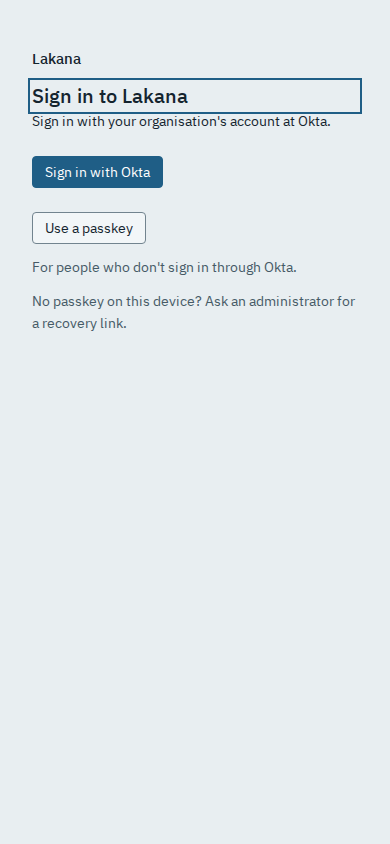 Lakana
Sign in to Lakana
Sign in with your organisation's account at Okta.
Sign in with Okta
Use a passkey
For people who don't sign in through Okta.
No passkey on this device? Ask an administrator for
a recovery link.